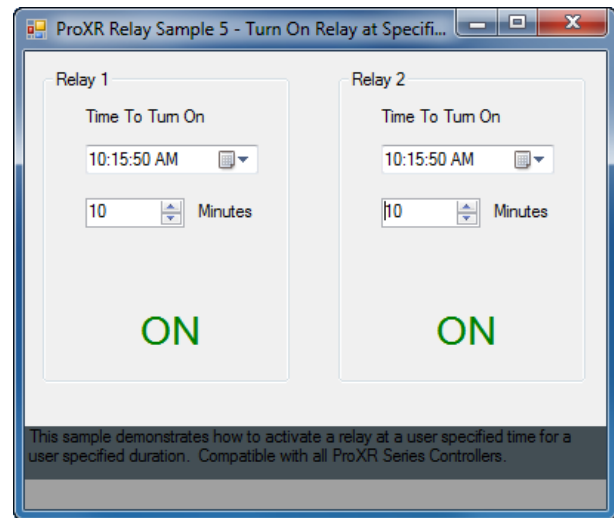 ProXR Relay Sample 5 - Turn On Relay at Specifi...
Relay 1
Time To Turn On
10:15:50 AM
10 Minutes
ON
Relay 2
Time To Turn On
10:15:50 AM
10 Minutes
ON
This sample demonstrates how to activate a relay at a user specified time for a
user specified duration. Compatible with all ProXR Series Controllers.